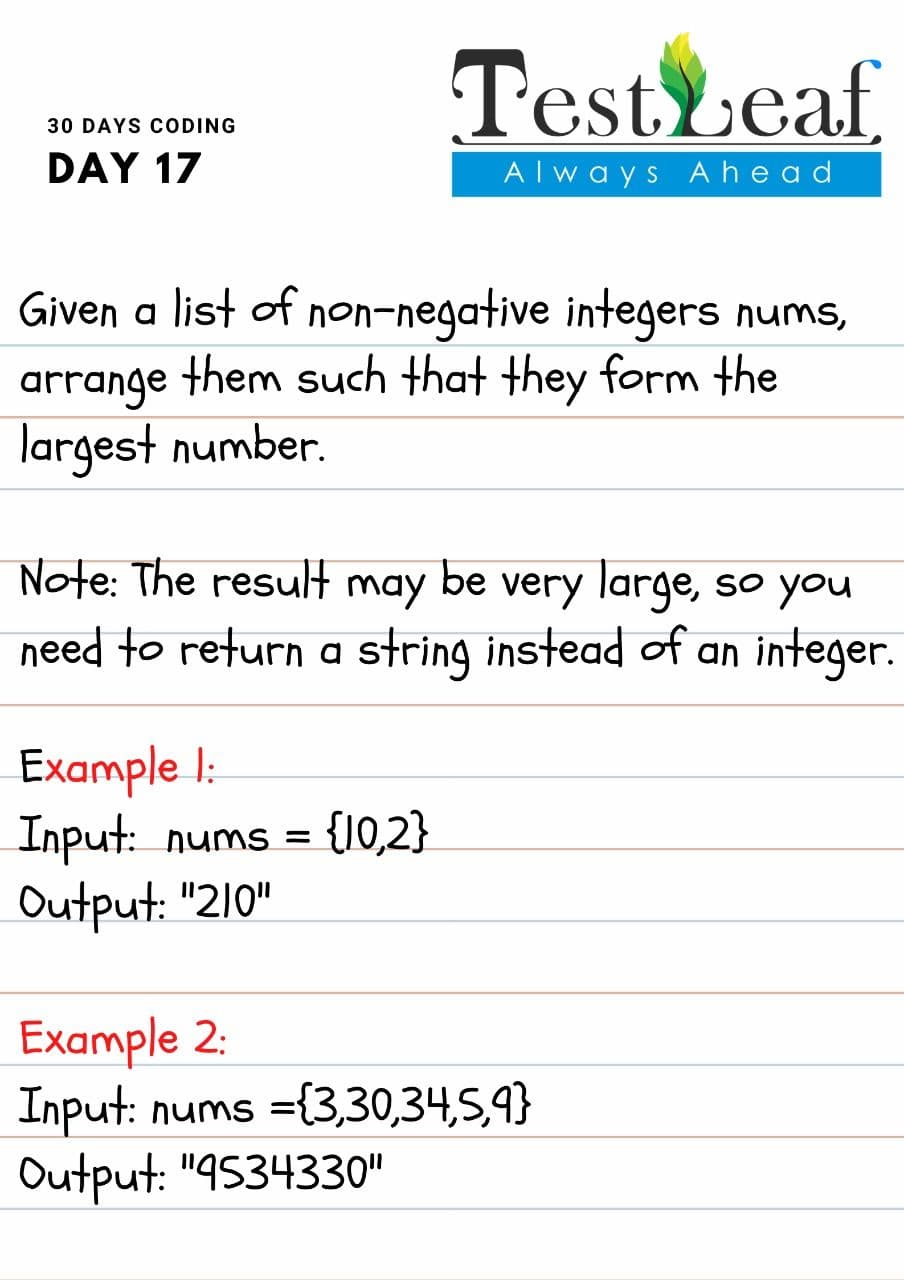 30 DAYS CODING
DAY 17
TestLeaf
Always Ahead
Given a list of non-negative integers nums,
arrange them such that they form the
largest number.
Note: The result may be very large, so you
need to return a string instead of an integer.
Example 1:
Input: nums = {10,2}
Output: "210"
Example 2:
Input: nums ={3,30,34,5,9}
Output: "9534330"